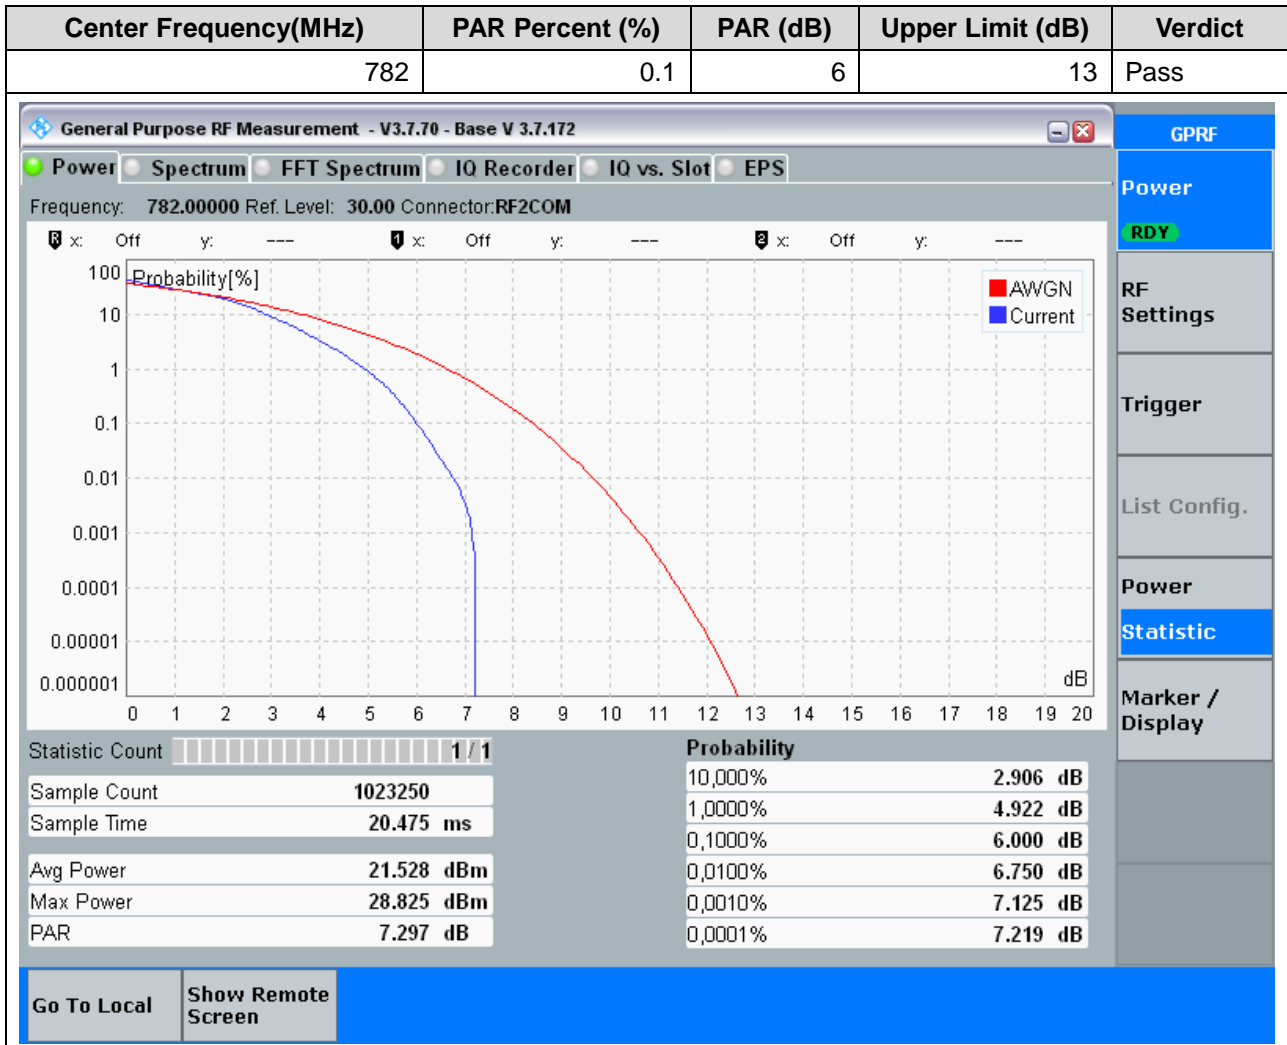 Center Frequency(MHz) PAR Percent (%) PAR (dB) Upper Limit (dB) Verdict
782 0.1 6 13 Pass
General Purpose RF Measurement - V3.7.70 - Base V 3.7.172
GPRF
Power Spectrum FFT Spectrum IQ Recorder IQ vs. Slot EPS
Frequency: 782.00000 Ref. Level: 30.00 Connector:RF2COM
R x: Off y: --- 1 x: Off y: --- 2 x: Off y: ---
Probability[%]
AWGN
Current
100
10
1
0.1
0.01
0.001
0.0001
0.00001
0.000001
dB
0 1 2 3 4 5 6 7 8 9 10 11 12 13 14 15 16 17 18 19 20
Statistic Count 1 / 1
Sample Count 1023250
Sample Time 20.475 ms
Avg Power 21.528 dBm
Max Power 28.825 dBm
PAR 7.297 dB
Probability
10,000% 2.906 dB
1,0000% 4.922 dB
0,1000% 6.000 dB
0,0100% 6.750 dB
0,0010% 7.125 dB
0,0001% 7.219 dB
Power
RDY
RF
Settings
Trigger
List Config.
Power
Statistic
Marker /
Display
Go To Local
Show Remote
Screen